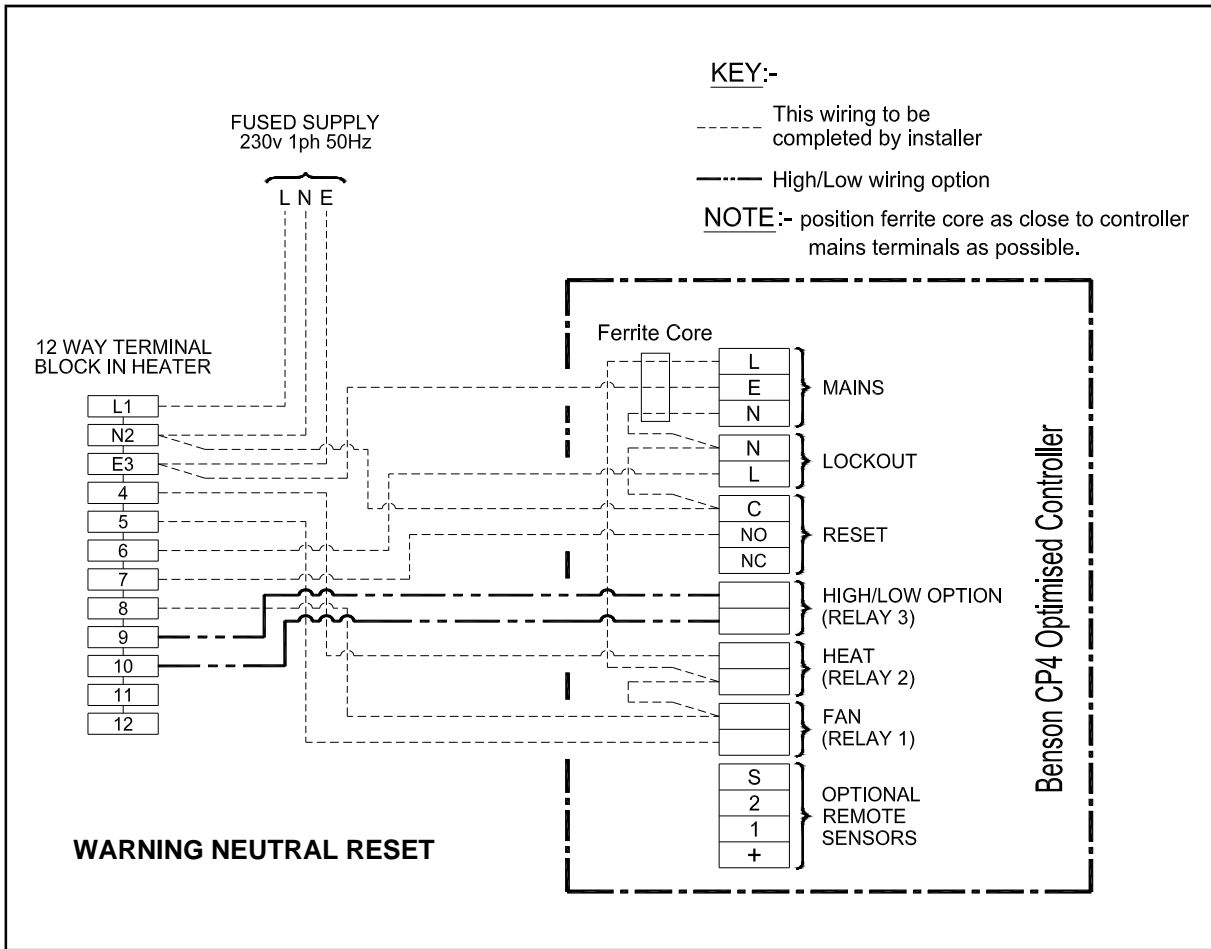 KEY:-
This wiring to be
completed by installer
High/Low wiring option
NOTE:- position ferrite core as close to controller
mains terminals as possible.
FUSED SUPPLY
230v 1ph 50Hz
L N E
12 WAY TERMINAL
BLOCK IN HEATER
L1
N2
E3
4
5
6
7
8
9
10
11
12
Ferrite Core
L
E
N
MAINS
N
L
LOCKOUT
C
NO
NC
RESET
HIGH/LOW OPTION
(RELAY 3)
HEAT
(RELAY 2)
FAN
(RELAY 1)
S
2
1
+
OPTIONAL
REMOTE
SENSORS
Benson CP4 Optimised Controller
WARNING NEUTRAL RESET